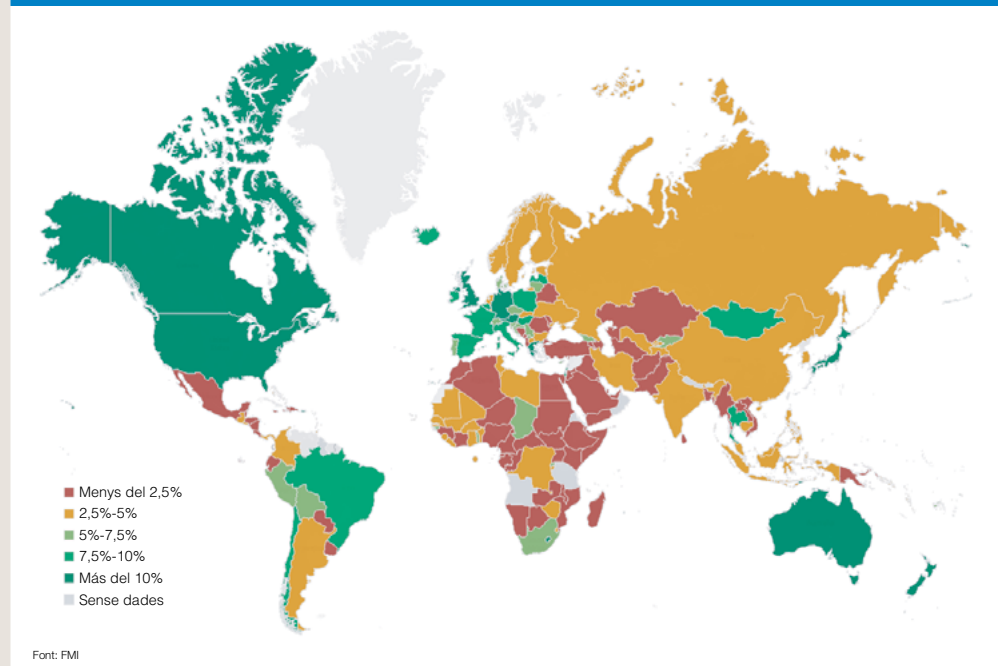 Menys del 2,5%
2,5%-5%
5%-7,5%
7,5%-10%
Más del 10%
Sense dades
Font: FMI